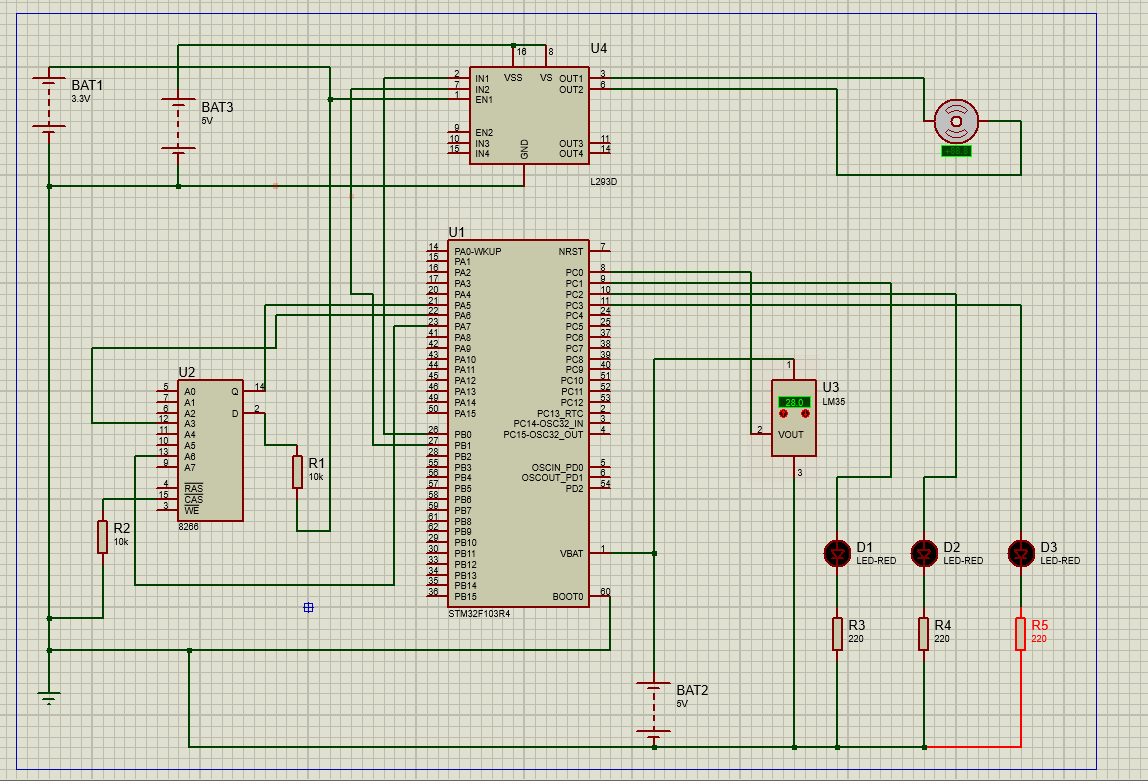 BAT1
3.3V
BAT3
5V
U4
16
8
VSS
VS
2
IN1
7
IN2
1
EN1
9
EN2
10
IN3
15
IN4
GND
OUT1
3
OUT2
6
OUT3
11
OUT4
14
L293D
U1
14
PA0-WKUP
15
PA1
16
PA2
17
PA3
20
PA4
21
PA5
22
PA6
23
PA7
41
PA8
42
PA9
43
PA10
44
PA11
45
PA12
46
PA13
49
PA14
50
PA15
26
PB0
27
PB1
28
PB2
55
PB3
56
PB4
57
PB5
58
PB6
59
PB7
61
PB8
62
PB9
29
PB10
30
PB11
33
PB12
34
PB13
35
PB14
36
PB15
NRST
7
PC0
8
PC1
9
PC2
10
PC3
11
PC4
24
PC5
25
PC6
37
PC7
38
PC8
39
PC9
40
PC10
51
PC11
52
PC12
53
PC13_RTC
2
PC14-OSC32_IN
3
PC15-OSC32_OUT
4
OSCIN_PD0
5
OSCOUT_PD1
6
PD2
54
VBAT
1
BOOT0
60
STM32F103R4
U2
5
A0
7
A1
6
A2
12
A3
11
A4
10
A5
13
A6
9
A7
4
RAS
15
CAS
3
WE
Q
14
D
2
8266
R1
10k
R2
10k
U3
LM35
1
28.0
2
VOUT
3
D1
LED-RED
D2
LED-RED
D3
LED-RED
R3
220
R4
220
R5
220
BAT2
5V